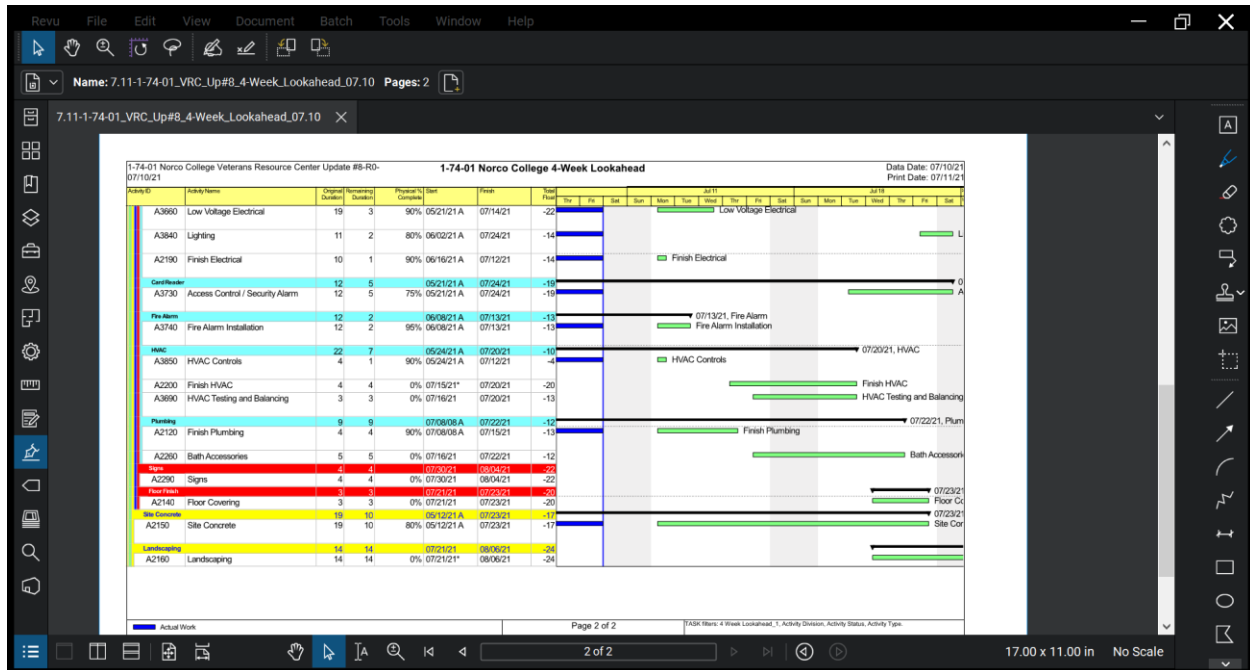 Revu File Edit View Document Batch Tools Window Help
Name: 7.11-1-74-01_VRC_Up#8_4-Week_Lookahead_07.10 Pages: 2
7.11-1-74-01_VRC_Up#8_4-Week_Lookahead_07.10
1-74-01 Norco College Veterans Resource Center Update #8-R0- 1-74-01 Norco College 4-Week Lookahead Data Date: 07/10/21
07/10/21 Print Date: 07/11/21
Activity ID Activity Name Original Remaining Physical % Start Finish Total Jul 11 Jul 18
Duration Duration Complete Float Thr Fri Sat Sun Mon Tue Wed Thr Fri Sat Sun Mon Tue Wed Thr Fri Sat
A3660 Low Voltage Electrical 19 3 90% 05/21/21 A 07/14/21 -22 Low Voltage Electrical
A3840 Lighting 11 2 80% 06/02/21 A 07/24/21 -14 L
A2190 Finish Electrical 10 1 90% 06/16/21 A 07/12/21 -14 Finish Electrical
Card Reader 12 5 05/21/21 A 07/24/21 -19 0
A3730 Access Control / Security Alarm 12 5 75% 05/21/21 A 07/24/21 -19 A
Fire Alarm 12 2 06/08/21 A 07/13/21 -13 07/13/21, Fire Alarm
A3740 Fire Alarm Installation 12 2 95% 06/08/21 A 07/13/21 -13 Fire Alarm Installation
HVAC 22 7 05/24/21 A 07/20/21 -10 07/20/21, HVAC
A3850 HVAC Controls 4 1 90% 05/24/21 A 07/12/21 -4 HVAC Controls
A2200 Finish HVAC 4 4 0% 07/15/21* 07/20/21 -20 Finish HVAC
A3690 HVAC Testing and Balancing 3 3 0% 07/16/21 07/20/21 -13 HVAC Testing and Balancing
Plumbing 9 9 07/08/08 A 07/22/21 -12 07/22/21, Plum
A2120 Finish Plumbing 4 4 90% 07/08/08 A 07/15/21 -13 Finish Plumbing
A2260 Bath Accessories 5 5 0% 07/16/21 07/22/21 -12 Bath Accessori
Signs 4 4 07/30/21 08/04/21 -22
A2290 Signs 4 4 0% 07/30/21 08/04/21 -22
Floor Finish 3 3 07/21/21 07/23/21 -20 07/23/21
A2140 Floor Covering 3 3 0% 07/21/21 07/23/21 -20 Floor Co
Site Concrete 19 10 05/12/21 A 07/23/21 -17 07/23/21
A2150 Site Concrete 19 10 80% 05/12/21 A 07/23/21 -17 Site Cor
Landscaping 14 14 07/21/21 08/06/21 -24
A2160 Landscaping 14 14 0% 07/21/21* 08/06/21 -24
Actual Work Page 2 of 2 TASK filters: 4 Week Lookahead_1, Activity Division, Activity Status, Activity Type.
2 of 2 17.00 x 11.00 in No Scale